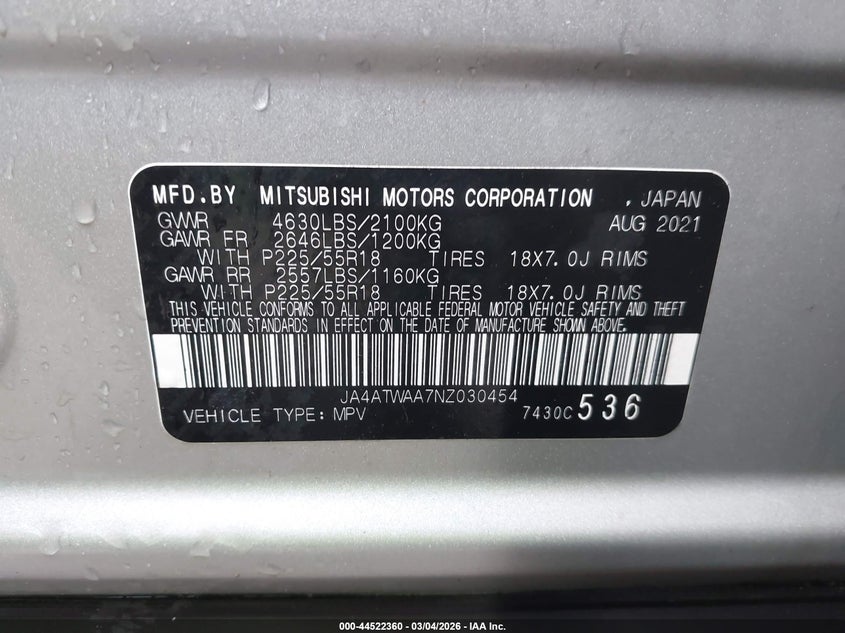 MFD.BY MITSUBISHI MOTORS CORPORATION , JAPAN
GVWR 4630LBS/2100KG AUG 2021
GAWR FR 2646LBS/1200KG
WITH P225/55R18 TIRES 18X7.0J RIMS
GAWR RR 2557LBS/1160KG
WITH P225/55R18 TIRES 18X7.0J RIMS
THIS VEHICLE CONFORMS TO ALL APPLICABLE FEDERAL MOTOR VEHICLE SAFETY AND THEFT
PREVENTION STANDARDS IN EFFECT ON THE DATE OF MANUFACTURE SHOWN ABOVE.
JA4ATWAA7NZ030454
VEHICLE TYPE: MPV 7430C 536
000-44522360 - 03/04/2026 - IAA Inc.